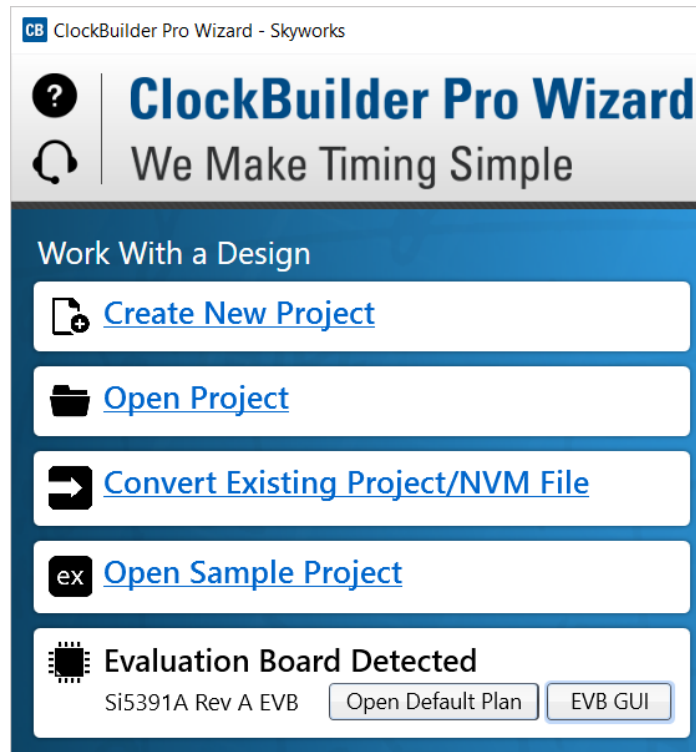 CB ClockBuilder Pro Wizard - Skyworks
?
ClockBuilder Pro Wizard
We Make Timing Simple
Work With a Design
Create New Project
Open Project
Convert Existing Project/NVM File
ex Open Sample Project
Evaluation Board Detected
Si5391A Rev A EVB Open Default Plan EVB GUI